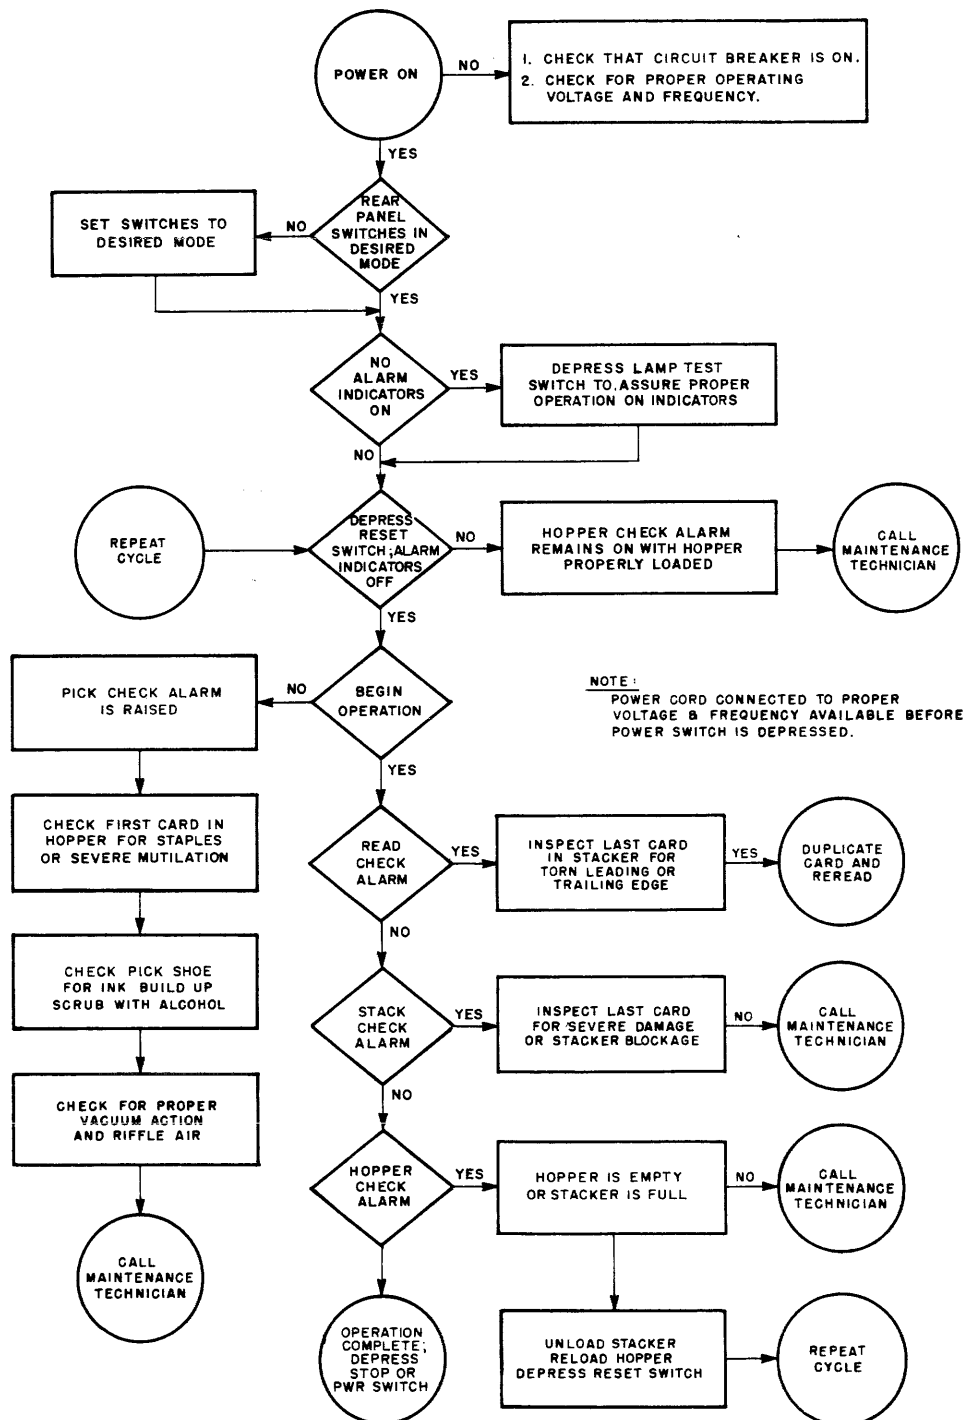 POWER ON
NO
1. CHECK THAT CIRCUIT BREAKER IS ON.
2. CHECK FOR PROPER OPERATING
VOLTAGE AND FREQUENCY.
YES
REAR
PANEL
SWITCHES IN
DESIRED
MODE
NO
SET SWITCHES TO
DESIRED MODE
YES
NO
ALARM
INDICATORS
ON
YES
DEPRESS LAMP TEST
SWITCH TO ASSURE PROPER
OPERATION ON INDICATORS
NO
REPEAT
CYCLE
DEPRESS
RESET
SWITCH; ALARM
INDICATORS
OFF
NO
HOPPER CHECK ALARM
REMAINS ON WITH HOPPER
PROPERLY LOADED
CALL
MAINTENANCE
TECHNICIAN
YES
BEGIN
OPERATION
NO
PICK CHECK ALARM
IS RAISED
NOTE:
POWER CORD CONNECTED TO PROPER
VOLTAGE & FREQUENCY AVAILABLE BEFORE
POWER SWITCH IS DEPRESSED.
YES
CHECK FIRST CARD IN
HOPPER FOR STAPLES
OR SEVERE MUTILATION
READ
CHECK
ALARM
YES
INSPECT LAST CARD
IN STACKER FOR
TORN LEADING OR
TRAILING EDGE
YES
DUPLICATE
CARD AND
REREAD
NO
CHECK PICK SHOE
FOR INK BUILD UP
SCRUB WITH ALCOHOL
STACK
CHECK
ALARM
YES
INSPECT LAST CARD
FOR SEVERE DAMAGE
OR STACKER BLOCKAGE
NO
CALL
MAINTENANCE
TECHNICIAN
NO
CHECK FOR PROPER
VACUUM ACTION
AND RIFFLE AIR
HOPPER
CHECK
ALARM
YES
HOPPER IS EMPTY
OR STACKER IS FULL
NO
CALL
MAINTENANCE
TECHNICIAN
CALL
MAINTENANCE
TECHNICIAN
OPERATION
COMPLETE;
DEPRESS
STOP OR
PWR SWITCH
UNLOAD STACKER
RELOAD HOPPER
DEPRESS RESET SWITCH
REPEAT
CYCLE